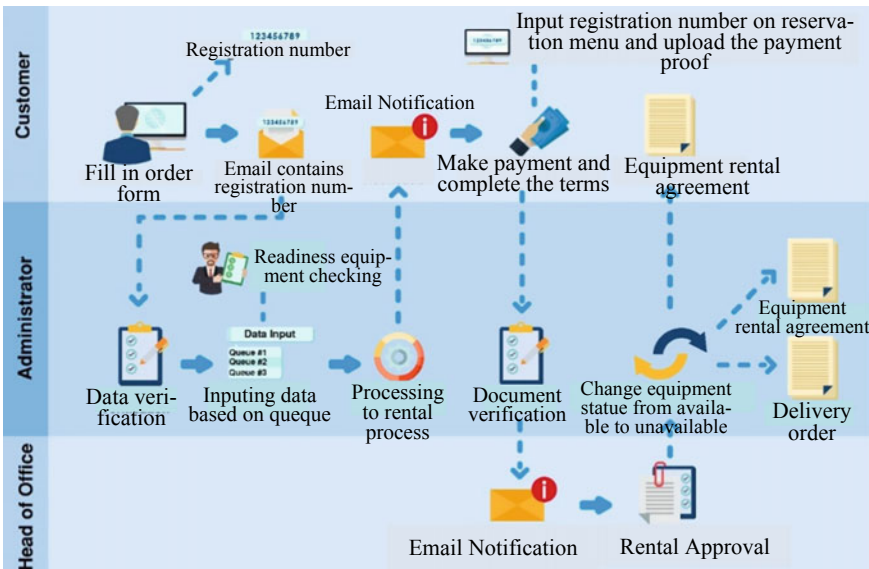 Customer
123456789
Registration number
Input registration number on reserva-
tion menu and upload the payment
proof
123456789
Email Notification
i
Fill in order
form
Email contains
registration num-
ber
Make payment and
complete the terms
Equipment rental
agreement
Administrator
Readiness equip-
ment checking
Data Input
Queue #1
Queue #2
Queue #3
Equipment
rental agreement
Data veri-
fication
Inputing data
based on queque
Processing
to rental
process
Document
verification
Change equipment
statue from availa-
ble to unavailable
Delivery
order
Head of Office
i
Email Notification
Rental Approval